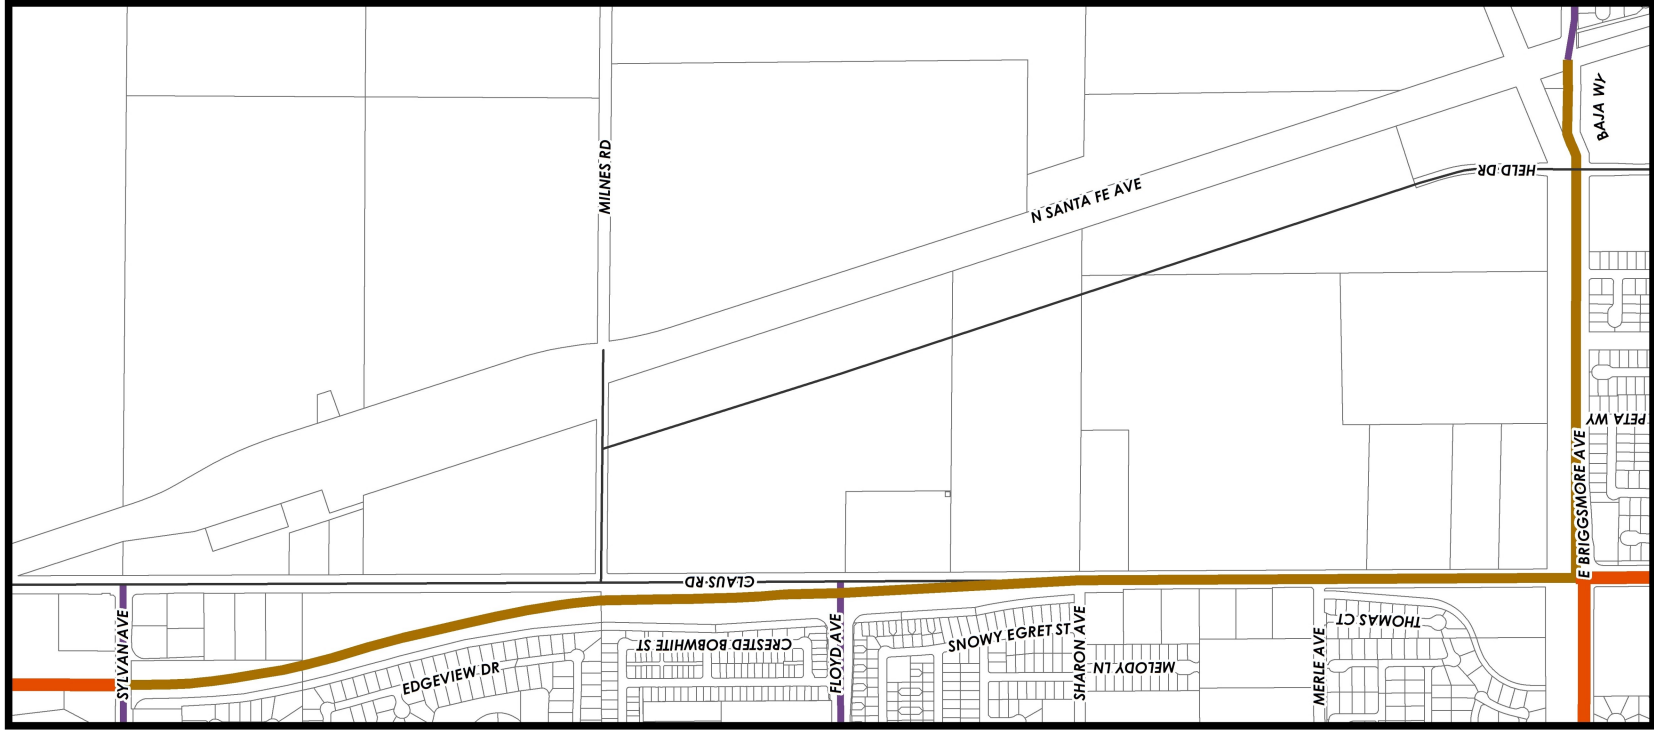 BAJA WY
MILNES RD
HELD DR
N SANTA FE AVE
PETA WY
E BRIGGSMORE AVE
CLAUS RD
SYLVAN AVE
FLOYD AVE
CRESTED BOBWHITE ST
SNOWY EGRET ST
SHARON AVE
THOMAS CT
EDGEVIEW DR
MELODY LN
MERLE AVE